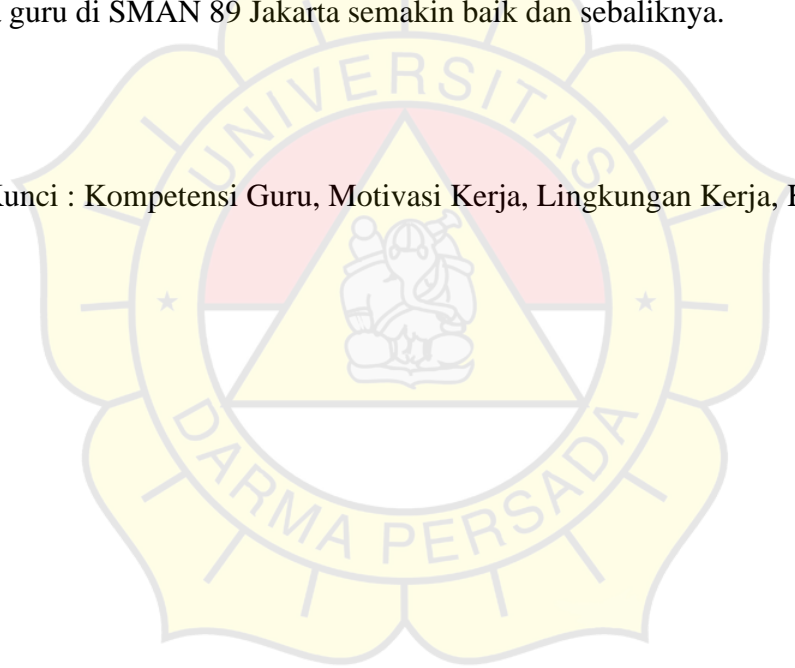 guru di SMAN 89 Jakarta semakin baik dan sebaliknya.
UNIVERSITAS
Kunci : Kompetensi Guru, Motivasi Kerja, Lingkungan Kerja,
DARMA PERSADA